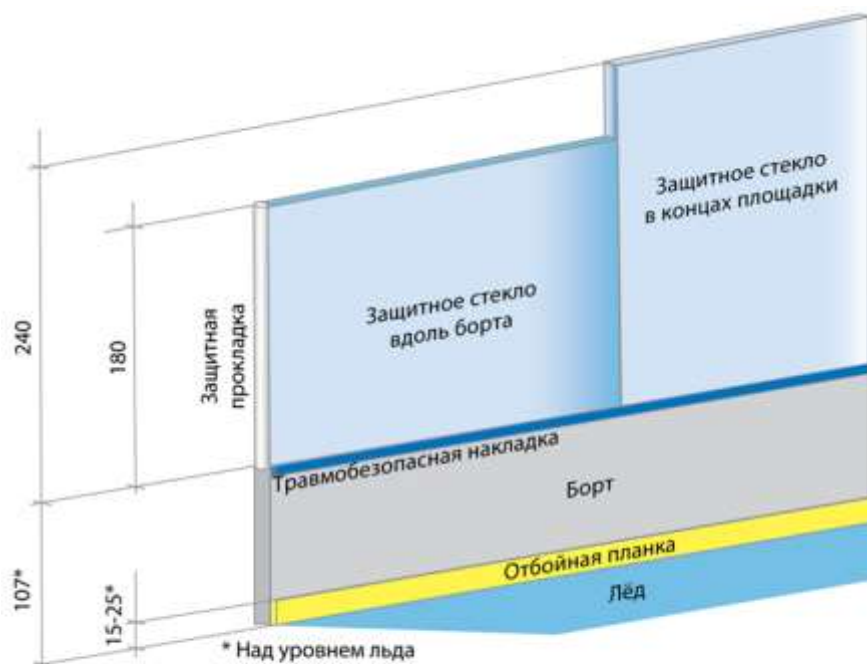 Защитное стекло
в концах площадки
Защитное стекло
вдоль борта
240
180
Защитная
прокладка
Травмобезопасная накладка
Борт
107*
15-25*
Отбойная планка
Лёд
* Над уровнем льда